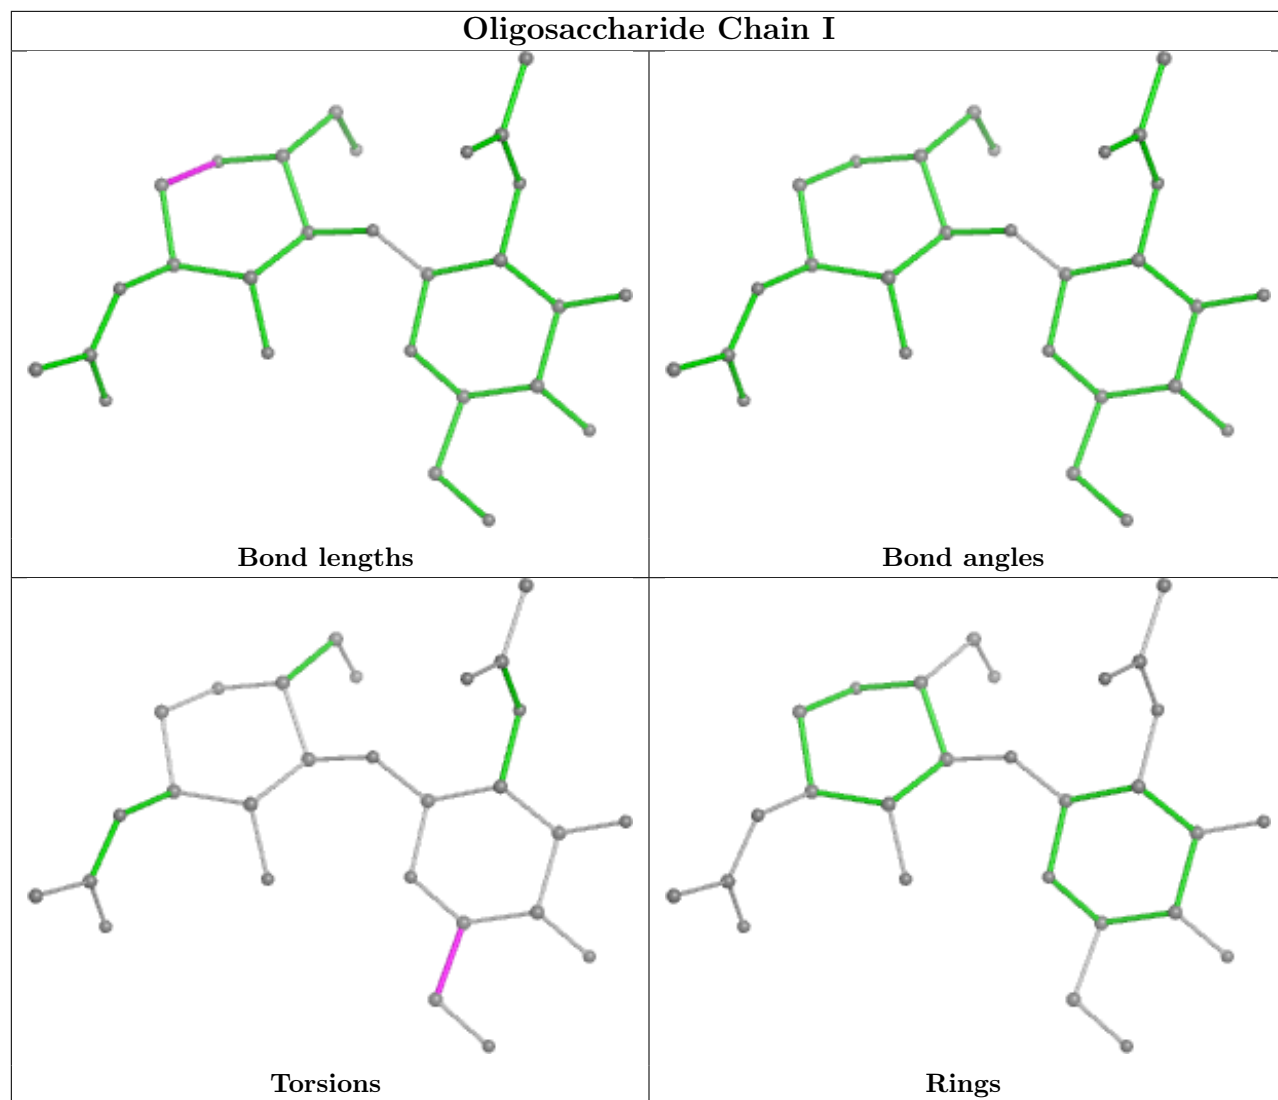 Oligosaccharide Chain I
Bond lengths
Bond angles
Torsions
Rings